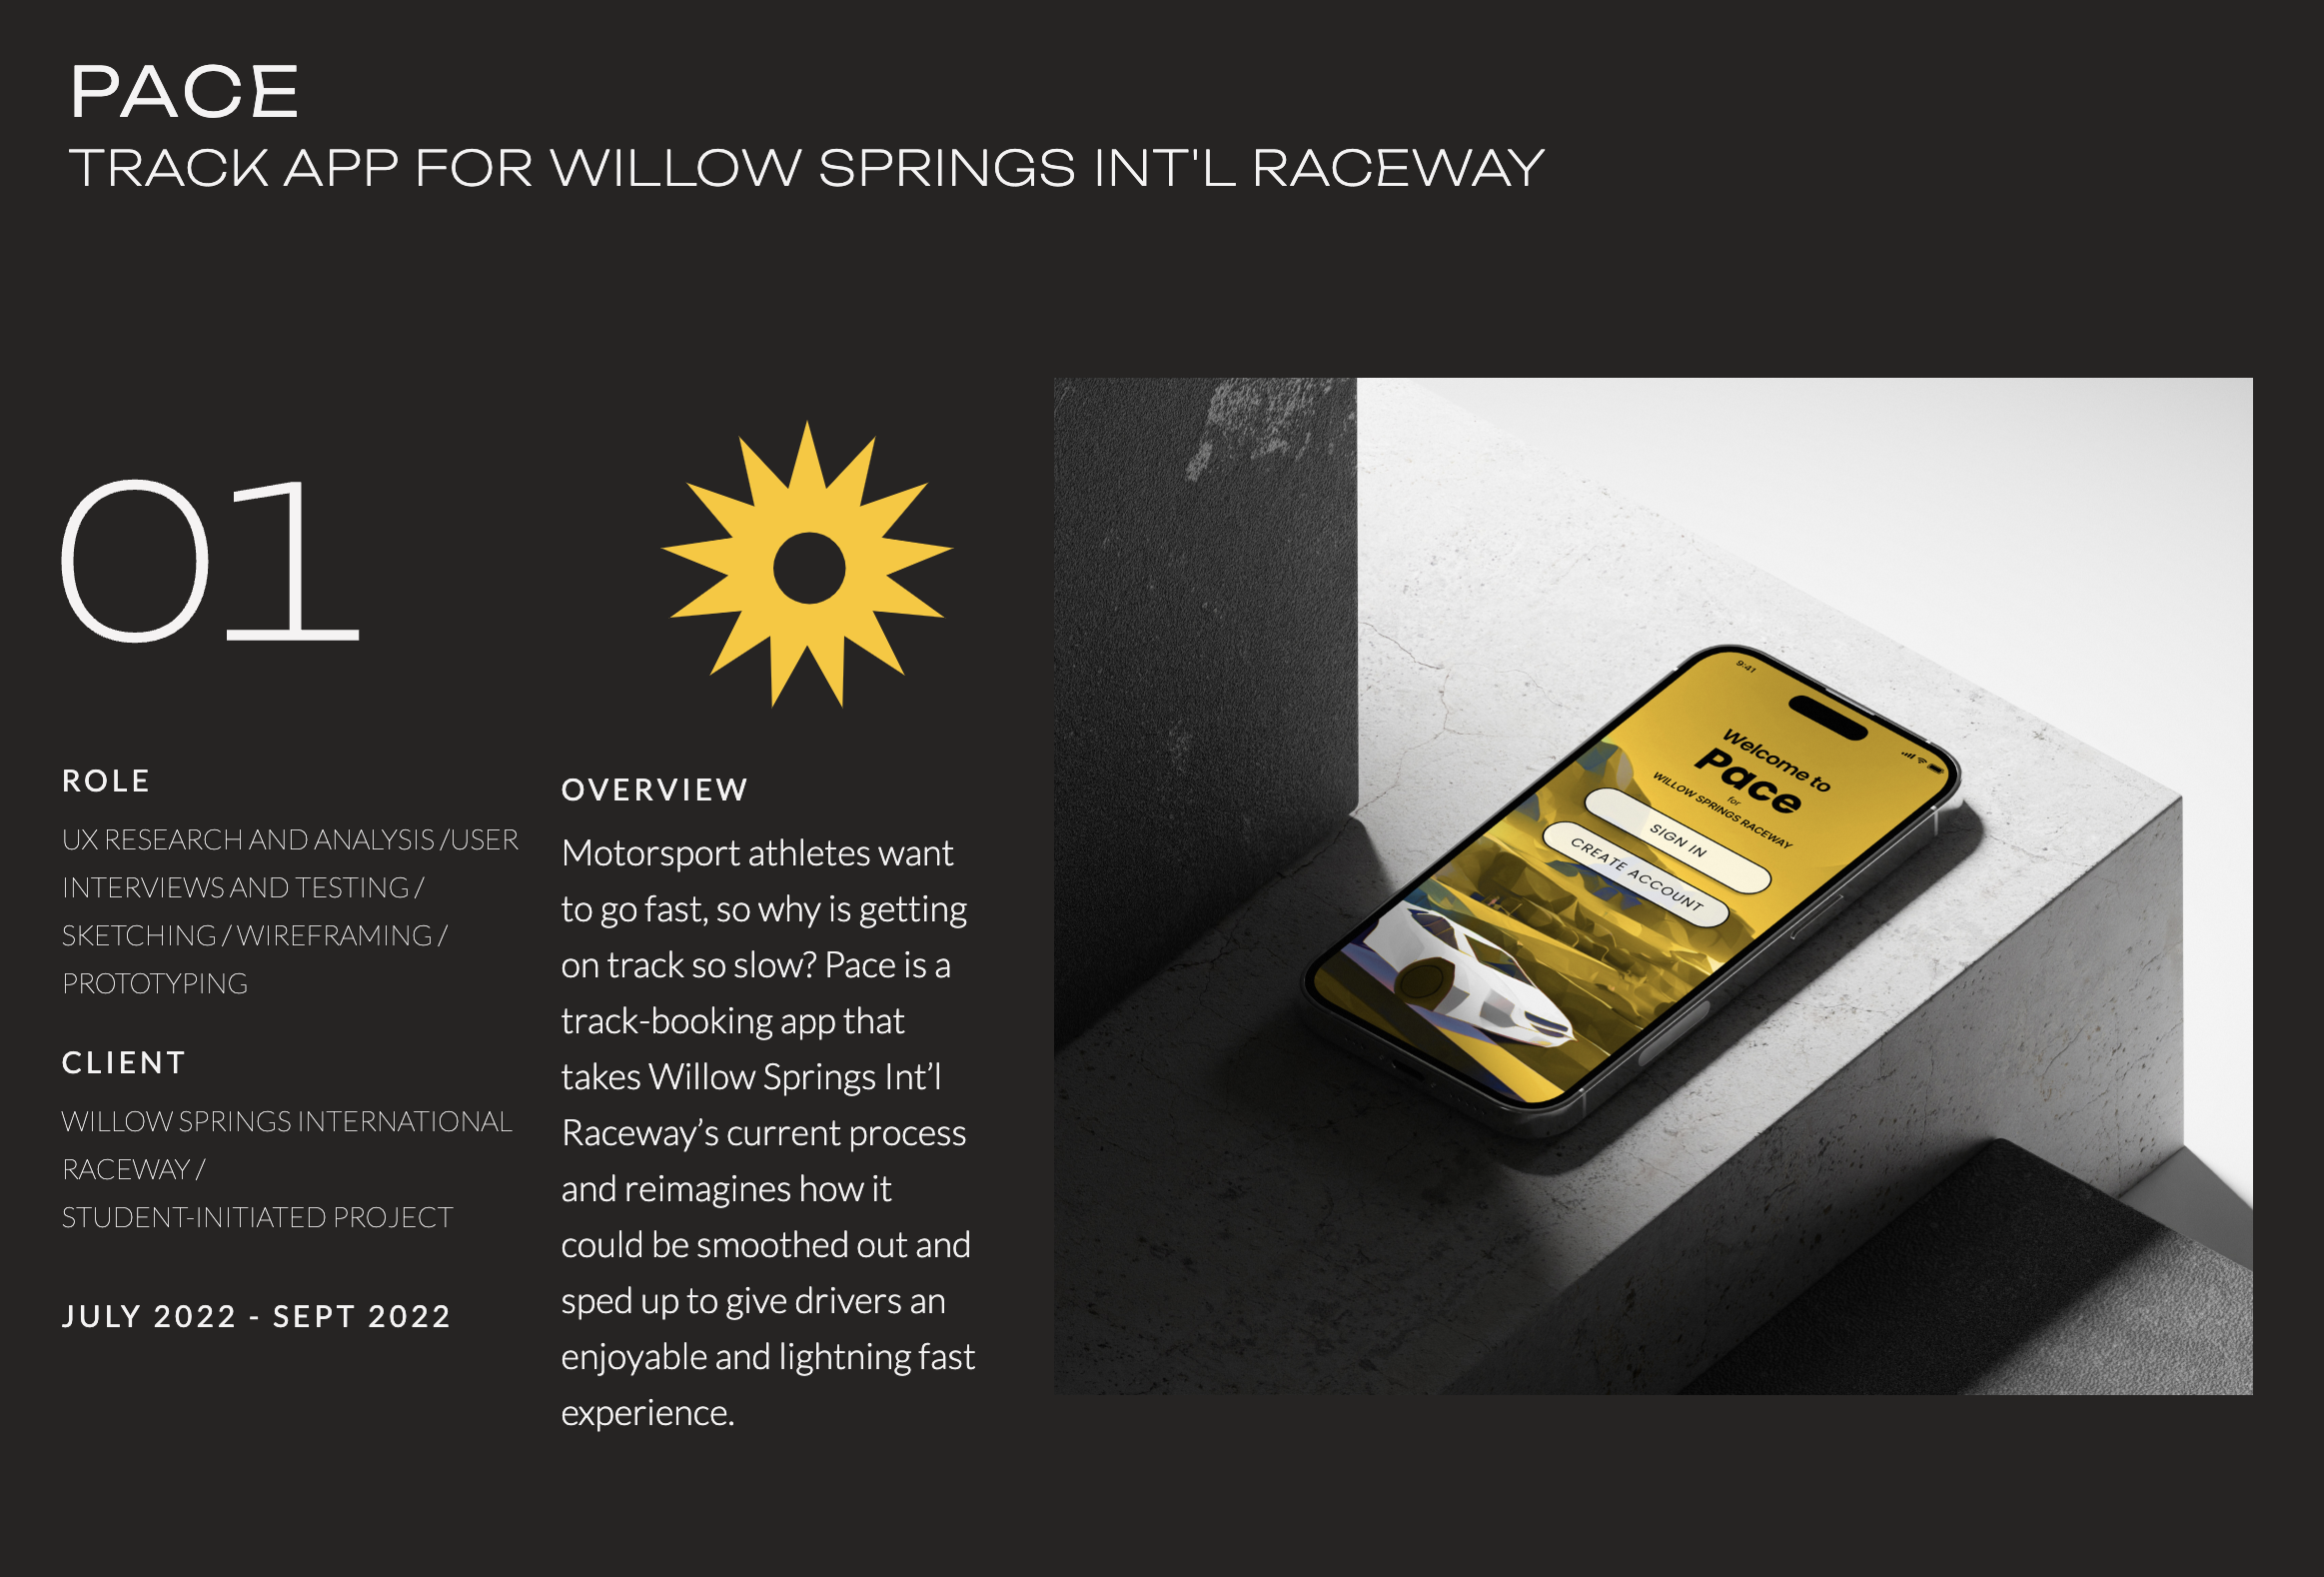 PACE
TRACK APP FOR WILLOW SPRINGS INT'L RACEWAY
01
ROLE
UX RESEARCH AND ANALYSIS /USER
INTERVIEWS AND TESTING /
SKETCHING / WIREFRAMING /
PROTOTYPING
CLIENT
WILLOW SPRINGS INTERNATIONAL
RACEWAY /
STUDENT-INITIATED PROJECT
JULY 2022 - SEPT 2022
OVERVIEW
Motorsport athletes want
to go fast, so why is getting
on track so slow? Pace is a
track-booking app that
takes Willow Springs Int’l
Raceway’s current process
and reimagines how it
could be smoothed out and
sped up to give drivers an
enjoyable and lightning fast
experience.
9:41
Welcome to
Pace
for
WILLOW SPRINGS RACEWAY
SIGN IN
CREATE ACCOUNT